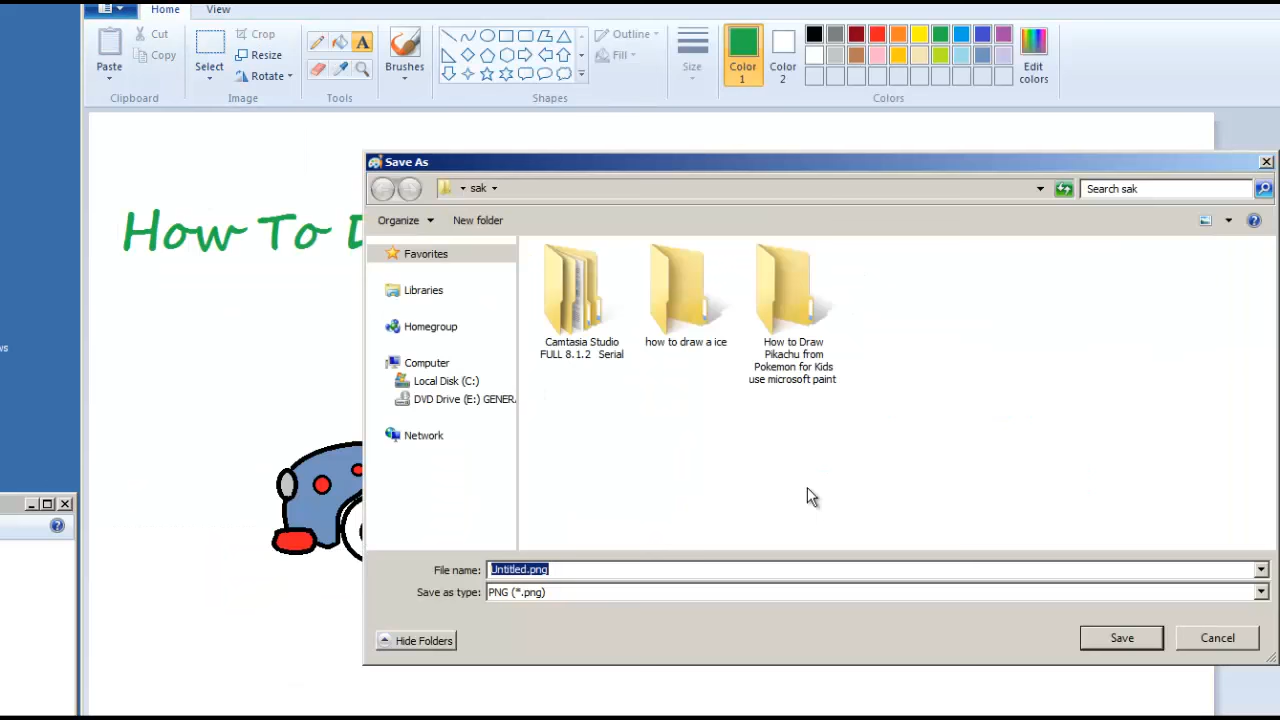 Home View
Paste
Cut
Copy
Clipboard
Select
Crop
Resize
Rotate
Image
A
Tools
Brushes
Outline
Fill
Shapes
Size
Color
1
Color
2
Edit
colors
Colors
How To D
Save As
sak
Search sak
Organize
New folder
Favorites
Libraries
Homegroup
Computer
Local Disk (C:)
DVD Drive (E:) GENER
Network
Camtasia Studio
FULL 8.1.2 Serial
how to draw a ice
How to Draw
Pikachu from
Pokemon for Kids
use microsoft paint
File name:
Untitled.png
Save as type:
PNG (*.png)
Hide Folders
Save
Cancel